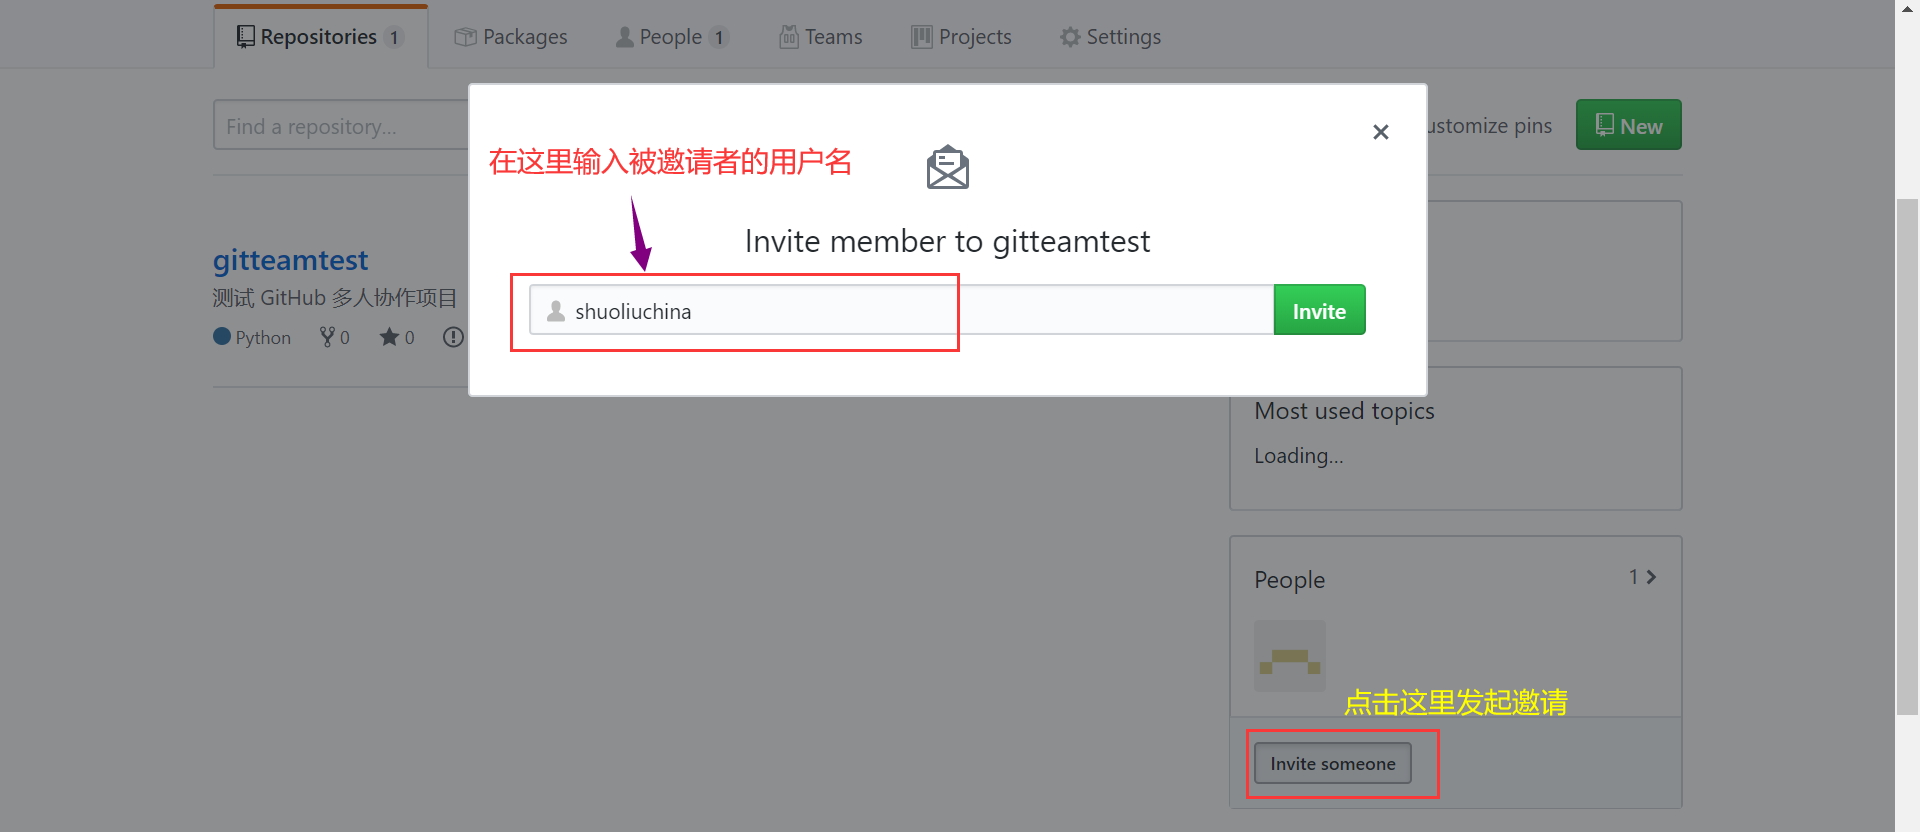 Repositories 1
Packages
People 1
Teams
Projects
Settings
Find a repository...
ustomize pins
New
在这里输入被邀请者的用户名
Invite member to gitteamtest
shuoliuchina
Invite
gitteamtest
测试 GitHub 多人协作项目
Python
0
0
Most used topics
Loading...
People
1
点击这里发起邀请
Invite someone